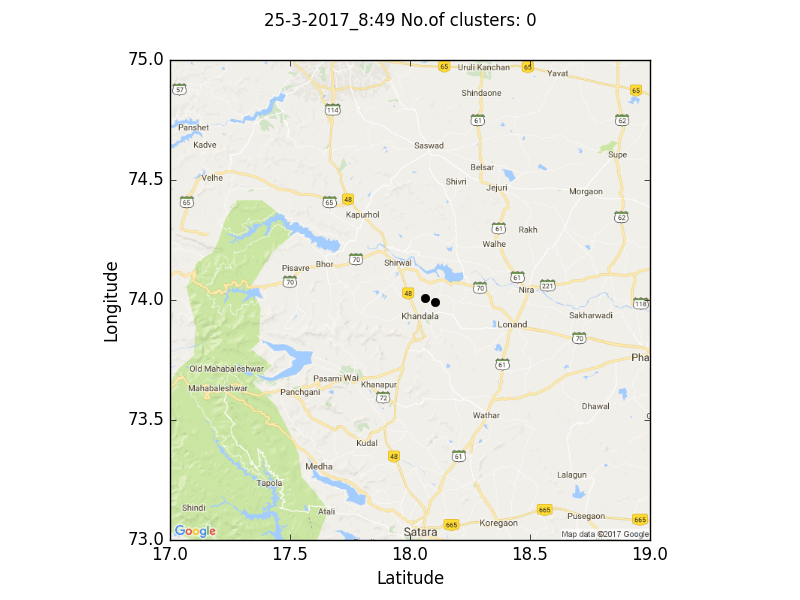 25-3-2017_8:49 No.of clusters: 0
75.0
65 Uruli Kanchan 65
Yavat
57
65
Shindaone
114
61
62
Panshet
Kadve
Saswad
Supe
Belsar
Velhe
Shivri
Jejuri
Morgaon
74.5
65
65
48
Kapurhol
62
61
Rakh
Walhe
70
Shirwal
Pisavre
Bhor
70
61
221
70
Nira
48
74.0
118
Khandala
Sakharwadi
Lonand
70
Pha
61
Old Mahabaleshwar
Pasarni Wai
Mahabaleshwar
Khanapur
Panchgani
72
Dhawal
73.5
Wathar
Kudal
48
61
Medha
Lalagun
Tapola
Shindi
Atali
665
Pusegaon
665
Koregaon
665
Satara
Google
Map data ©2017 Google
73.0
17.0 17.5 18.0 18.5 19.0
Latitude
Longitude